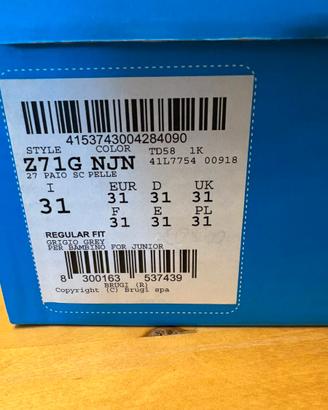 4153743004284090
STYLE COLOR TD58 1K
Z71G NJN 41L7754 00918
27 PAIO SC PELLE
I EUR D UK
31 31 31 31
F E PL
31 31 31
REGULAR FIT
GRIGIO GREY
PER BAMBINO FOR JUNIOR
8 300163 537439
BRUGI (R)
Copyright (C) Brugi spa